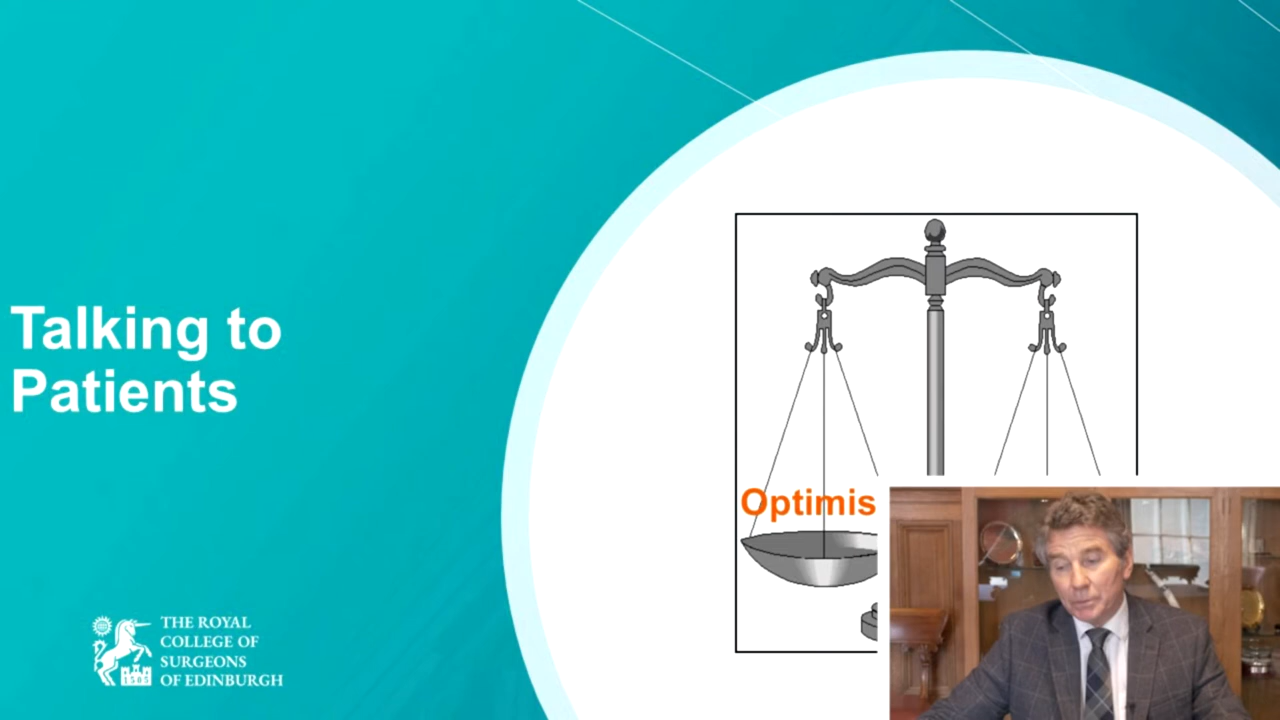 Talking to
Patients
Optimis
THE ROYAL
COLLEGE OF
SURGEONS
OF EDINBURGH